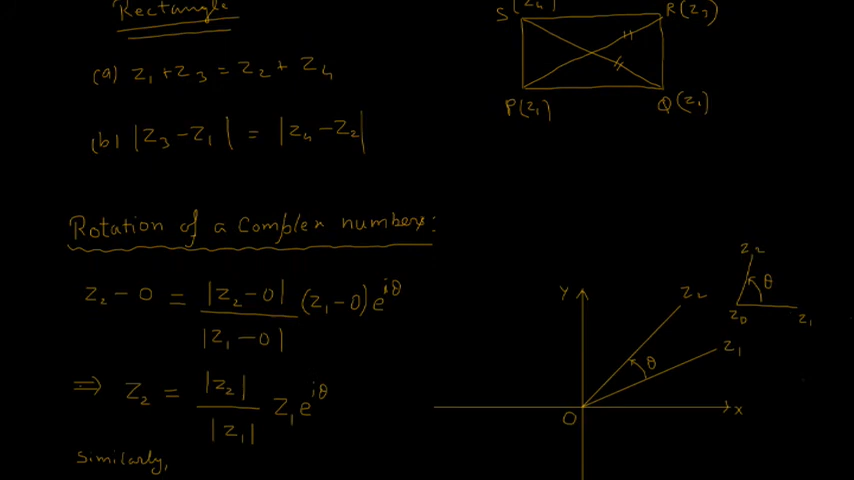 Rectangle
(a) z₁ + z₃ = z₂ + z₄
(b) |z₃ − z₁| = |z₄ − z₂|
S (z₄) R (z₃)
P (z₁) Q (z₁)
Rotation of a Complex numbers:
z₂ − 0 = |z₂ − 0| / |z₁ − 0| (z₁ − 0) e^{iθ}
⇒ z₂ = |z₂| / |z₁| z₁ e^{iθ}
Similarly,
Y z₂ z₁ θ O X
z₂ θ z₀ z₁